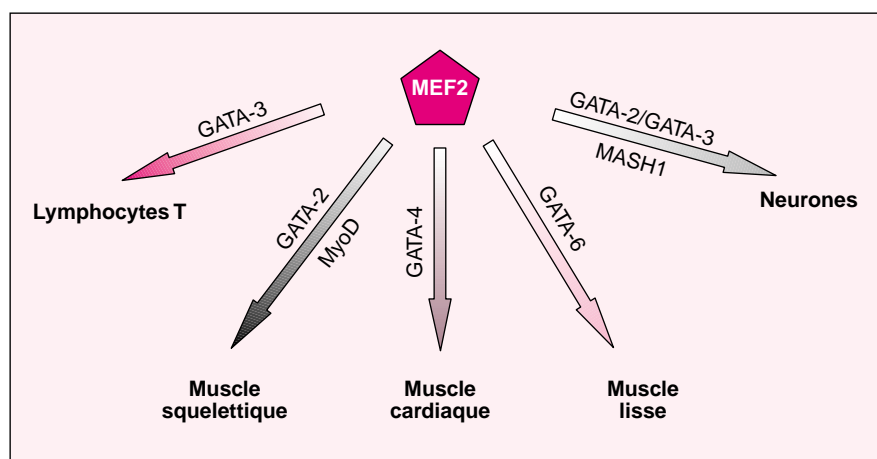 MEF2
GATA-3
GATA-2
MyoD
GATA-4
GATA-6
GATA-2/GATA-3
MASH1
Lymphocytes T
Neurones
Muscle
squelettique
Muscle
cardiaque
Muscle
lisse